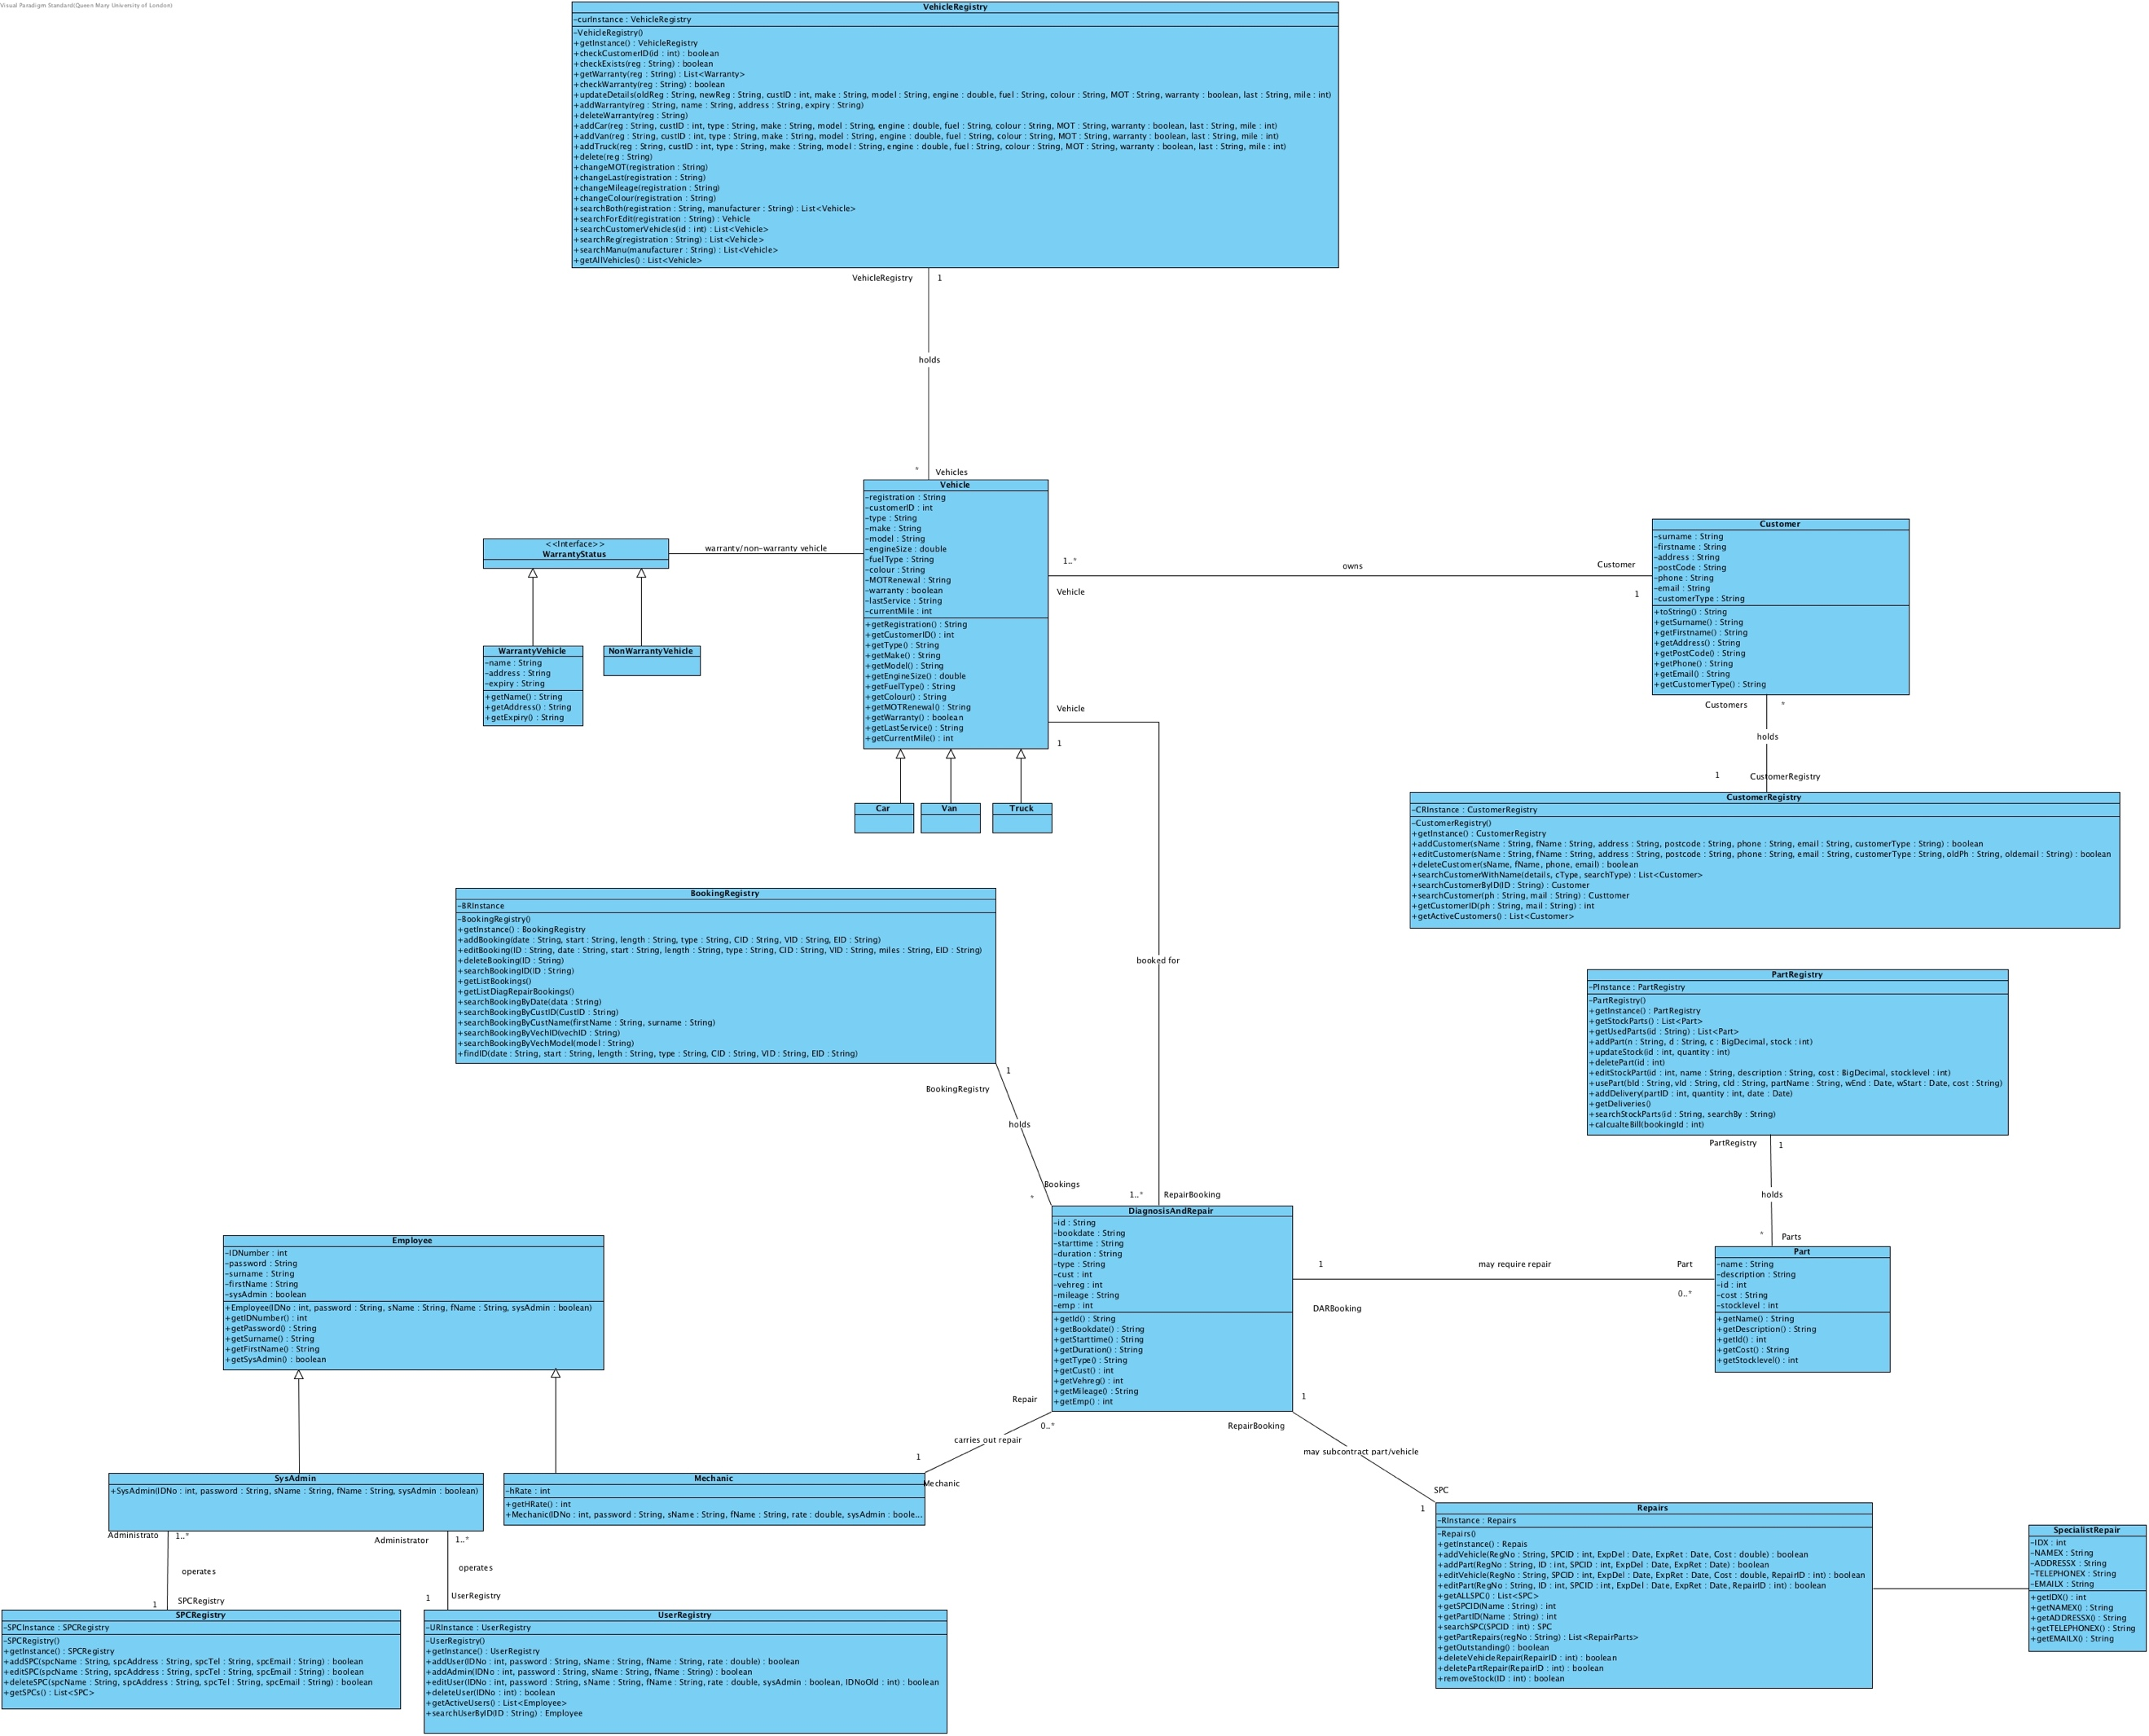 Visual Paradigm Standard(Queen Mary University of London)
VehicleRegistry
-curInstance : VehicleRegistry
-VehicleRegistry()
+getInstance() : VehicleRegistry
+checkCustomerID(id : int) : boolean
+checkExists(reg : String) : boolean
+getWarranty(reg : String) : List<Warranty>
+checkWarranty(reg : String) : boolean
+updateDetails(oldReg : String, newReg : String, custID : int, make : String, model : String, engine : double, fuel : String, colour : String, MOT : String, warranty : boolean, last : String, mile : int)
+addWarranty(reg : String, name : String, address : String, expiry : String)
+deleteWarranty(reg : String)
+addCar(reg : String, custID : int, type : String, make : String, model : String, engine : double, fuel : String, colour : String, MOT : String, warranty : boolean, last : String, mile : int)
+addVan(reg : String, custID : int, type : String, make : String, model : String, engine : double, fuel : String, colour : String, MOT : String, warranty : boolean, last : String, mile : int)
+addTruck(reg : String, custID : int, type : String, make : String, model : String, engine : double, fuel : String, colour : String, MOT : String, warranty : boolean, last : String, mile : int)
+delete(reg : String)
+changeMOT(registration : String)
+changeLast(registration : String)
+changeMileage(registration : String)
+changeColour(registration : String)
+searchBoth(registration : String, manufacturer : String) : List<Vehicle>
+searchForEdit(registration : String) : Vehicle
+searchCustomerVehicles(id : int) : List<Vehicle>
+searchReg(registration : String) : List<Vehicle>
+searchManu(manufacturer : String) : List<Vehicle>
+getAllVehicles() : List<Vehicle>
VehicleRegistry 1
holds
* Vehicles
Vehicle
-registration : String
-customerID : int
-type : String
-make : String
-model : String
-engineSize : double
-fuelType : String
-colour : String
-MOTRenewal : String
-warranty : boolean
-lastService : String
-currentMile : int
+getRegistration() : String
+getCustomerID() : int
+getType() : String
+getMake() : String
+getModel() : String
+getEngineSize() : double
+getFuelType() : String
+getColour() : String
+getMOTRenewal() : String
+getWarranty() : boolean
+getLastService() : String
+getCurrentMile() : int
<<Interface>>
WarrantyStatus
warranty/non-warranty vehicle
WarrantyVehicle
-name : String
-address : String
-expiry : String
+getName() : String
+getAddress() : String
+getExpiry() : String
NonWarrantyVehicle
1..*
Vehicle
owns
Customer
1
Customer
-surname : String
-firstname : String
-address : String
-postCode : String
-phone : String
-email : String
-customerType : String
+toString() : String
+getSurname() : String
+getFirstname() : String
+getAddress() : String
+getPostCode() : String
+getPhone() : String
+getEmail() : String
+getCustomerType() : String
Customers *
holds
1 CustomerRegistry
CustomerRegistry
-CRInstance : CustomerRegistry
-CustomerRegistry()
+getInstance() : CustomerRegistry
+addCustomer(sName : String, fName : String, address : String, postcode : String, phone : String, email : String, customerType : String) : boolean
+editCustomer(sName : String, fName : String, address : String, postcode : String, phone : String, email : String, customerType : String, oldPh : String, oldemail : String) : boolean
+deleteCustomer(sName, fName, phone, email) : boolean
+searchCustomerWithName(details, cType, searchType) : List<Customer>
+searchCustomerByID(ID : String) : Customer
+searchCustomer(ph : String, mail : String) : Custtomer
+getCustomerID(ph : String, mail : String) : int
+getActiveCustomers() : List<Customer>
Vehicle
1
booked for
1..* RepairBooking
Car
Van
Truck
BookingRegistry
-BRInstance
-BookingRegistry()
+getInstance() : BookingRegistry
+addBooking(date : String, start : String, length : String, type : String, CID : String, VID : String, EID : String)
+editBooking(ID : String, date : String, start : String, length : String, type : String, CID : String, VID : String, miles : String, EID : String)
+deleteBooking(ID : String)
+searchBookingID(ID : String)
+getListBookings()
+getListDiagRepairBookings()
+searchBookingByDate(data : String)
+searchBookingByCustID(CustID : String)
+searchBookingByCustName(firstName : String, surname : String)
+searchBookingByVechID(vechID : String)
+searchBookingByVechModel(model : String)
+findID(date : String, start : String, length : String, type : String, CID : String, VID : String, EID : String)
1
BookingRegistry
holds
Bookings
*
PartRegistry
-PInstance : PartRegistry
-PartRegistry()
+getInstance() : PartRegistry
+getStockParts() : List<Part>
+getUsedParts(id : String) : List<Part>
+addPart(n : String, d : String, c : BigDecimal, stock : int)
+updateStock(id : int, quantity : int)
+deletePart(id : int)
+editStockPart(id : int, name : String, description : String, cost : BigDecimal, stocklevel : int)
+usePart(bId : String, vId : String, cId : String, partName : String, wEnd : Date, wStart : Date, cost : String)
+addDelivery(partID : int, quantity : int, date : Date)
+getDeliveries()
+searchStockParts(id : String, searchBy : String)
+calcualteBill(bookingId : int)
PartRegistry 1
holds
* Parts
Part
-name : String
-description : String
-id : int
-cost : String
-stocklevel : int
+getName() : String
+getDescription() : String
+getId() : int
+getCost() : String
+getStocklevel() : int
DiagnosisAndRepair
-id : String
-bookdate : String
-starttime : String
-duration : String
-type : String
-cust : int
-vehreg : int
-mileage : String
-emp : int
+getId() : String
+getBookdate() : String
+getStarttime() : String
+getDuration() : String
+getType() : String
+getCust() : int
+getVehreg() : int
+getMileage() : String
+getEmp() : int
1
DARBooking
may require repair
Part
0..*
Employee
-IDNumber : int
-password : String
-surname : String
-firstName : String
-sysAdmin : boolean
+Employee(IDNo : int, password : String, sName : String, fName : String, sysAdmin : boolean)
+getIDNumber() : int
+getPassword() : String
+getSurname() : String
+getFirstName() : String
+getSysAdmin() : boolean
Repair
0..*
carries out repair
1
Mechanic
1
RepairBooking
may subcontract part/vehicle
SPC
1
SysAdmin
+SysAdmin(IDNo : int, password : String, sName : String, fName : String, sysAdmin : boolean)
Mechanic
-hRate : int
+getHRate() : int
+Mechanic(IDNo : int, password : String, sName : String, fName : String, rate : double, sysAdmin : boole...
Administrato 1..*
operates
1 SPCRegistry
Administrator 1..*
operates
1 UserRegistry
SPCRegistry
-SPCInstance : SPCRegistry
-SPCRegistry()
+getInstance() : SPCRegistry
+addSPC(spcName : String, spcAddress : String, spcTel : String, spcEmail : String) : boolean
+editSPC(spcName : String, spcAddress : String, spcTel : String, spcEmail : String) : boolean
+deleteSPC(spcName : String, spcAddress : String, spcTel : String, spcEmail : String) : boolean
+getSPCs() : List<SPC>
UserRegistry
-URInstance : UserRegistry
-UserRegistry()
+getInstance() : UserRegistry
+addUser(IDNo : int, password : String, sName : String, fName : String, rate : double) : boolean
+addAdmin(IDNo : int, password : String, sName : String, fName : String) : boolean
+editUser(IDNo : int, password : String, sName : String, fName : String, rate : double, sysAdmin : boolean, IDNoOld : int) : boolean
+deleteUser(IDNo : int) : boolean
+getActiveUsers() : List<Employee>
+searchUserByID(ID : String) : Employee
Repairs
-RInstance : Repairs
-Repairs()
+getInstance() : Repais
+addVehicle(RegNo : String, SPCID : int, ExpDel : Date, ExpRet : Date, Cost : double) : boolean
+addPart(RegNo : String, ID : int, SPCID : int, ExpDel : Date, ExpRet : Date) : boolean
+editVehicle(RegNo : String, SPCID : int, ExpDel : Date, ExpRet : Date, Cost : double, RepairID : int) : boolean
+editPart(RegNo : String, ID : int, SPCID : int, ExpDel : Date, ExpRet : Date, RepairID : int) : boolean
+getALLSPC() : List<SPC>
+getSPCID(Name : String) : int
+getPartID(Name : String) : int
+searchSPC(SPCID : int) : SPC
+getPartRepairs(regNo : String) : List<RepairParts>
+getOutstanding() : boolean
+deleteVehicleRepair(RepairID : int) : boolean
+deletePartRepair(RepairID : int) : boolean
+removeStock(ID : int) : boolean
SpecialistRepair
-IDX : int
-NAMEX : String
-ADDRESSX : String
-TELEPHONEX : String
-EMAILX : String
+getIDX() : int
+getNAMEX() : String
+getADDRESSX() : String
+getTELEPHONEX() : String
+getEMAILX() : String